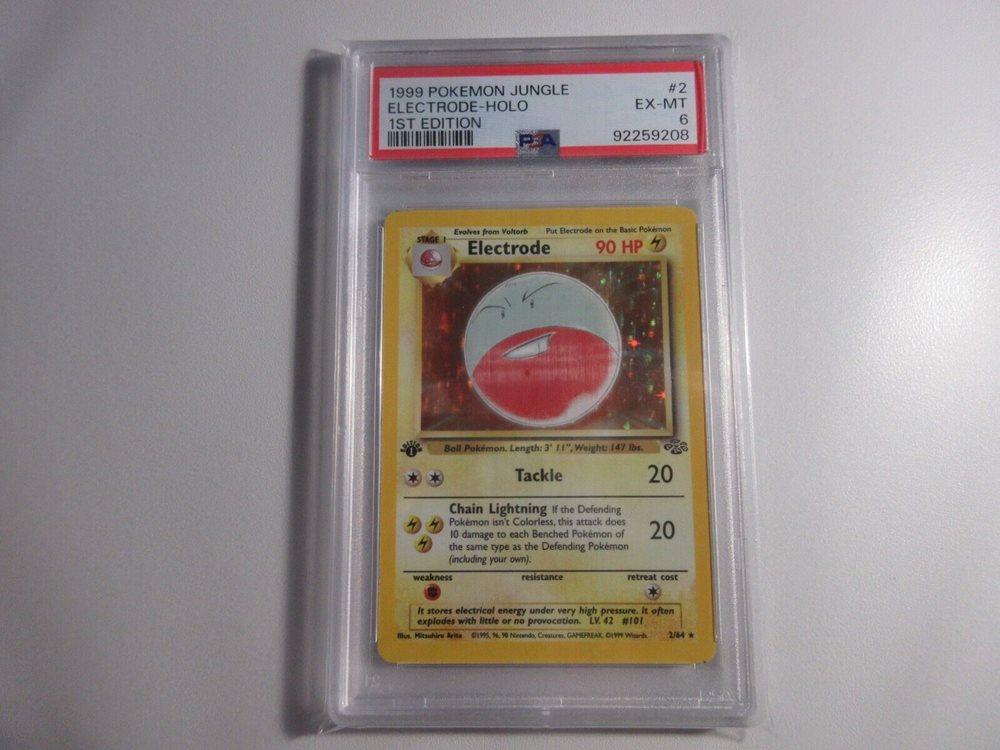 1999 POKEMON JUNGLE #2
ELECTRODE-HOLO EX-MT
1ST EDITION 6
92259208
PSA
Evolves from Voltorb Put Electrode on the Basic Pokémon
STAGE 1
Electrode 90 HP
EDITION
1
Ball Pokémon. Length: 3' 11", Weight: 147 lbs.
Tackle 20
Chain Lightning If the Defending
Pokémon isn't Colorless, this attack does
10 damage to each Benched Pokémon of
the same type as the Defending Pokémon
(including your own).
20
weakness resistance retreat cost
It stores electrical energy under very high pressure. It often
explodes with little or no provocation. LV. 42 #101
Illus. Mitsuhiro Arita ©1995, 96, 98 Nintendo, Creatures, GAMEFREAK. ©1999 Wizards. 2/64 ★